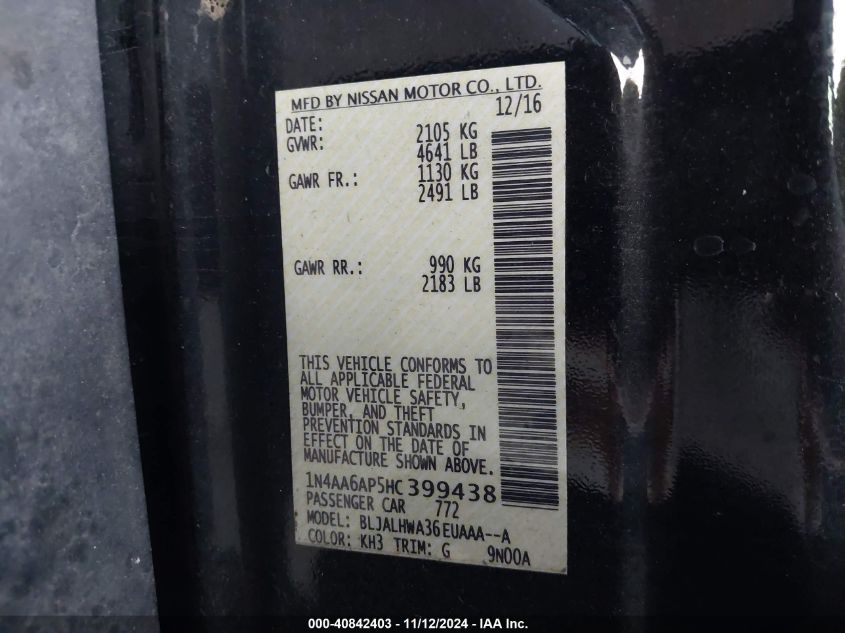 MFD BY NISSAN MOTOR CO., LTD.
DATE: 12/16
GVWR: 2105 KG
4641 LB
GAWR FR.: 1130 KG
2491 LB
GAWR RR.: 990 KG
2183 LB
THIS VEHICLE CONFORMS TO
ALL APPLICABLE FEDERAL
MOTOR VEHICLE SAFETY,
BUMPER, AND THEFT
PREVENTION STANDARDS IN
EFFECT ON THE DATE OF
MANUFACTURE SHOWN ABOVE.
1N4AA6AP5HC399438
PASSENGER CAR 772
MODEL: BLJALHWA36EUAAA--A
COLOR: KH3 TRIM: G 9N00A
000-40842403 - 11/12/2024 - IAA Inc.